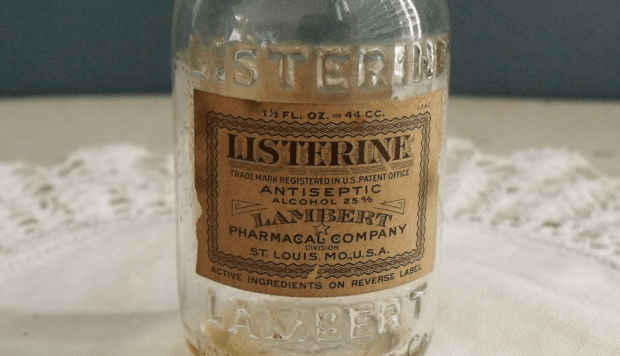 LISTERINE
1½ FL. OZ. = 44 CC.
LISTERINE
TRADE MARK REGISTERED IN U.S. PATENT OFFICE
ANTISEPTIC
ALCOHOL 25%
LAMBERT
PHARMACAL COMPANY
DIVISION
ST. LOUIS, MO., U.S.A.
ACTIVE INGREDIENTS ON REVERSE LABEL
LAMBERT